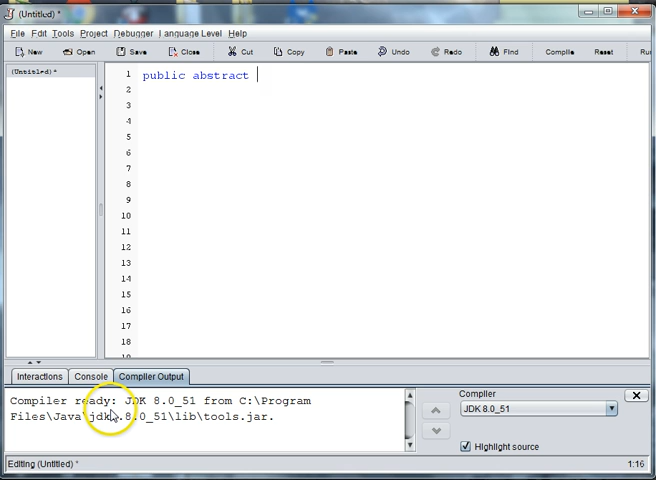 (Untitled) *
File Edit Tools Project Debugger Language Level Help
New Open Save Close Cut Copy Paste Undo Redo Find Compile Reset Ru
(Untitled) *
1 public abstract
2
3
4
5
6
7
8
9
10
11
12
13
14
15
16
17
18
19
Interactions Console Compiler Output
Compiler ready: JDK 8.0_51 from C:\Program
Files\Java\jdk1.8.0_51\lib\tools.jar.
Compiler
JDK 8.0_51
Highlight source
Editing (Untitled) * 1:16